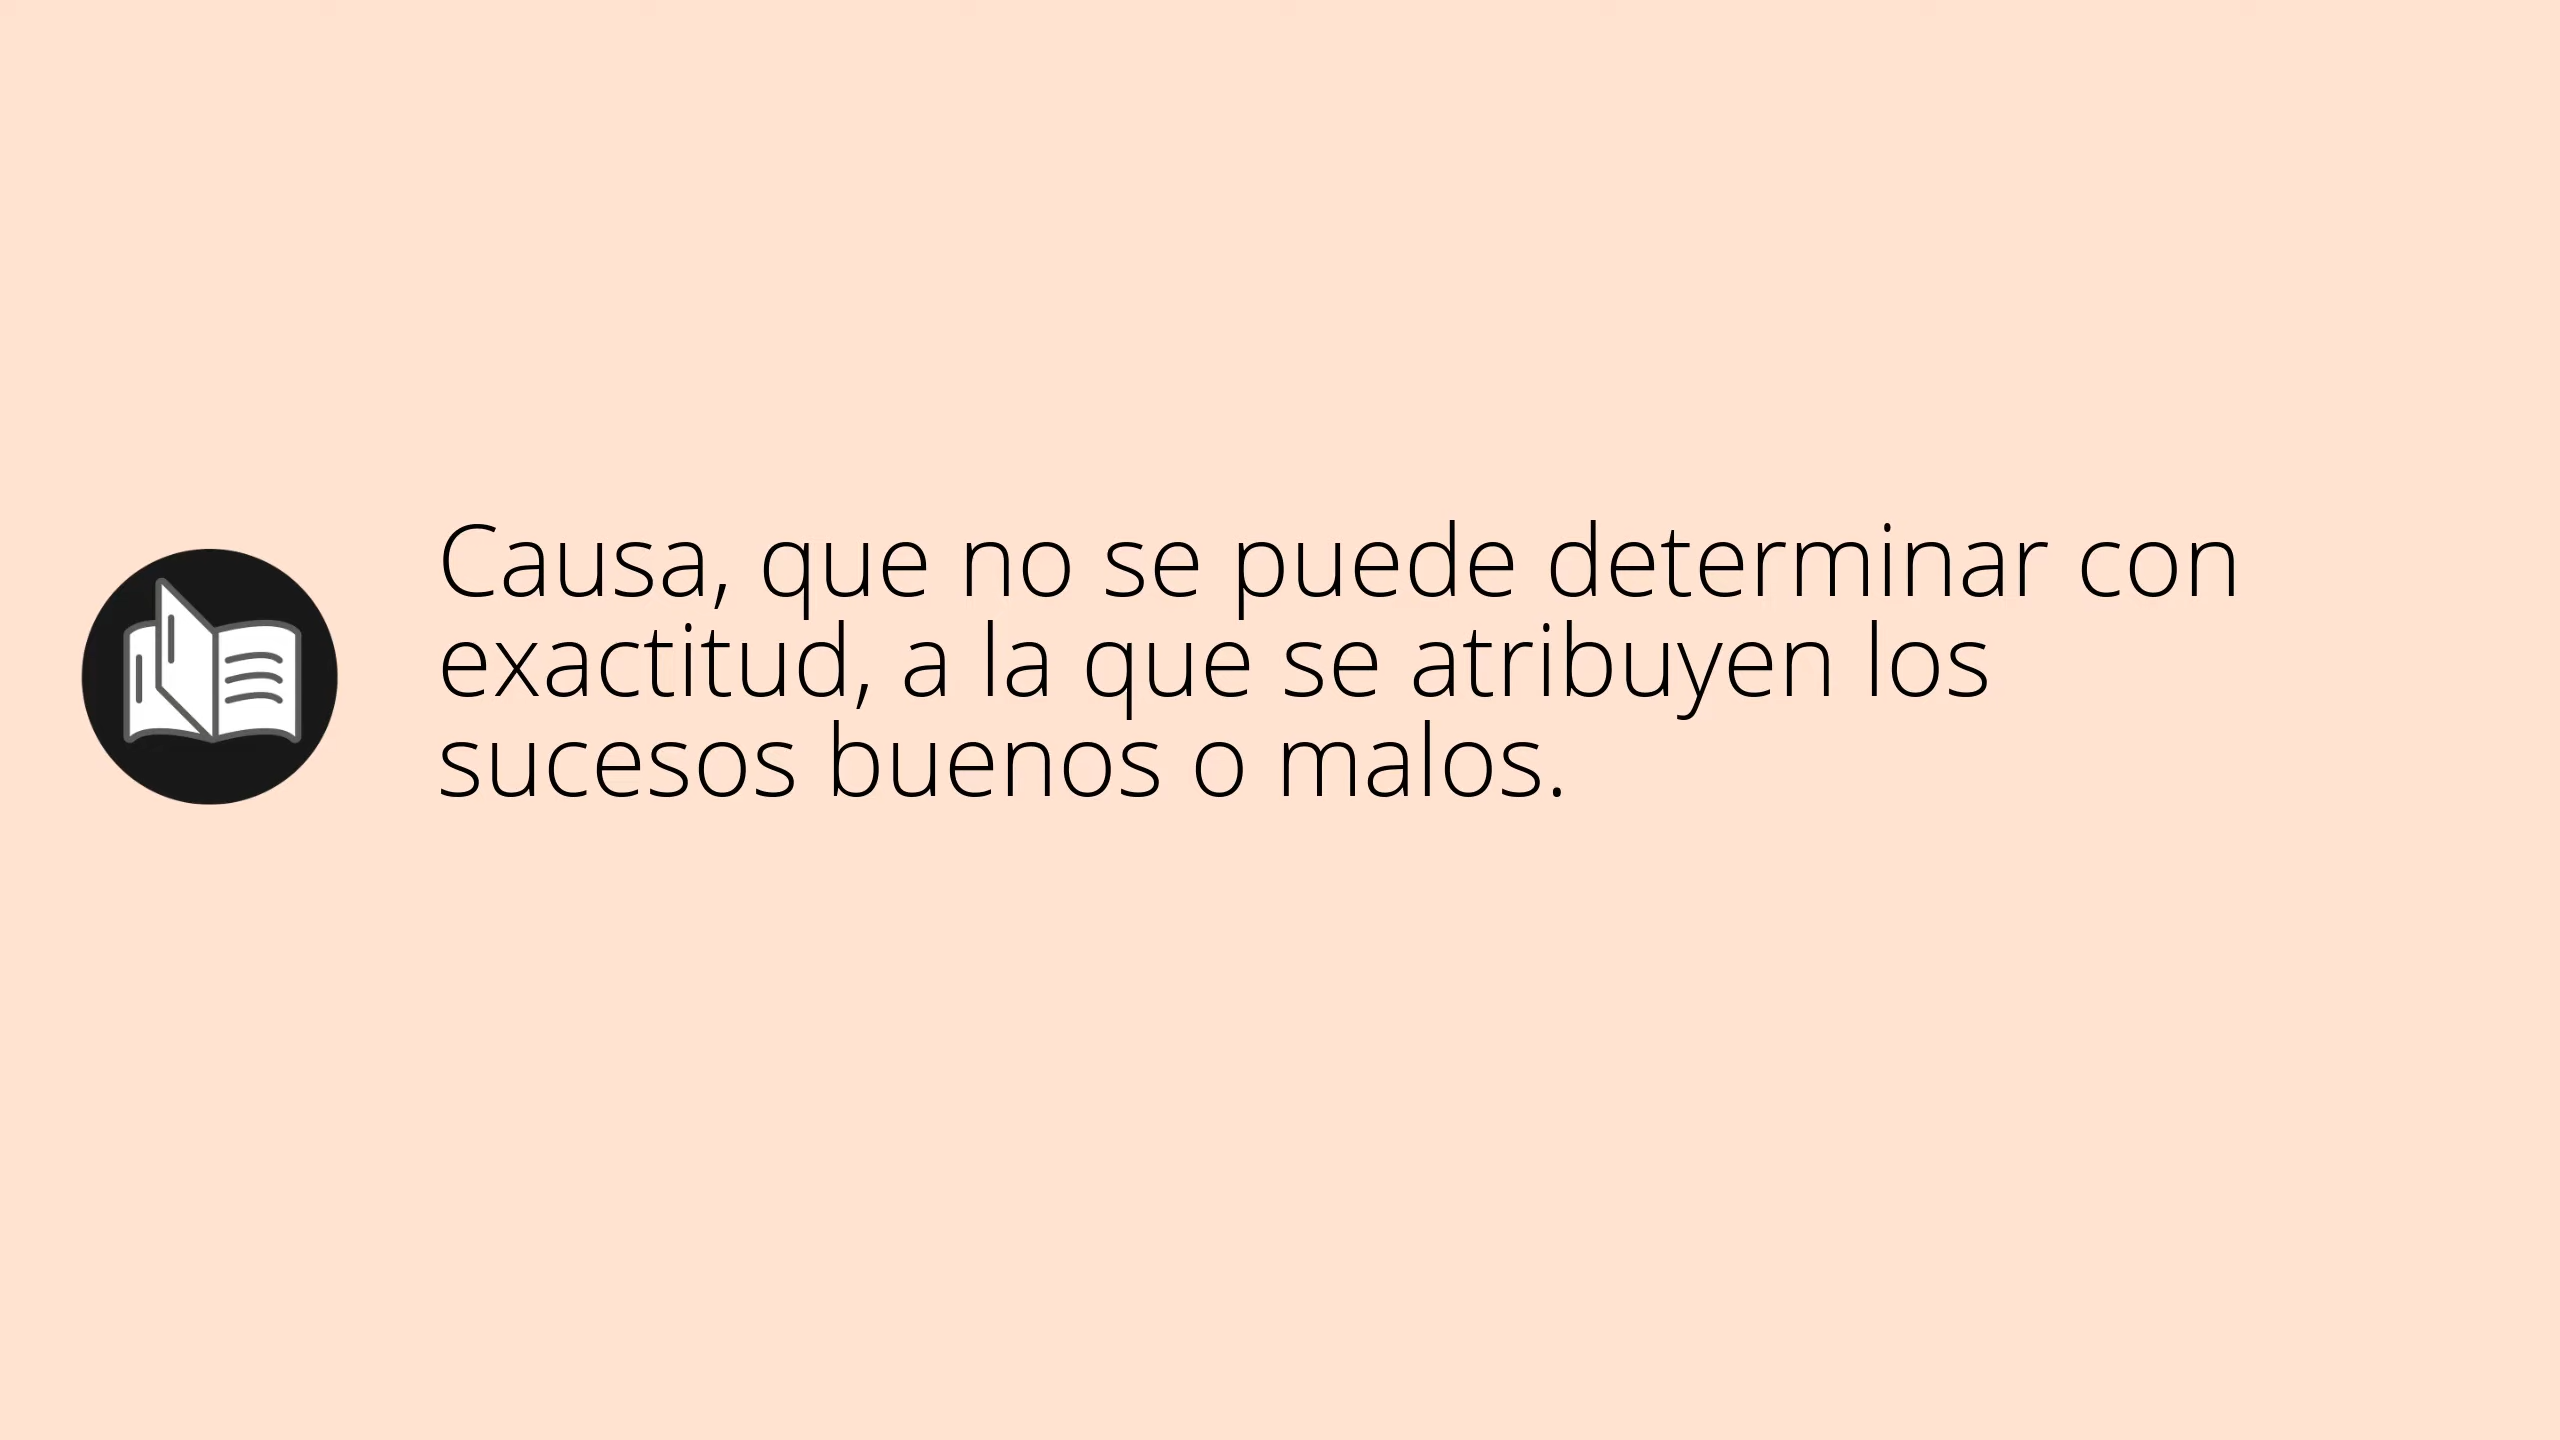 Causa, que no se puede determinar con
exactitud, a la que se atribuyen los
sucesos buenos o malos.